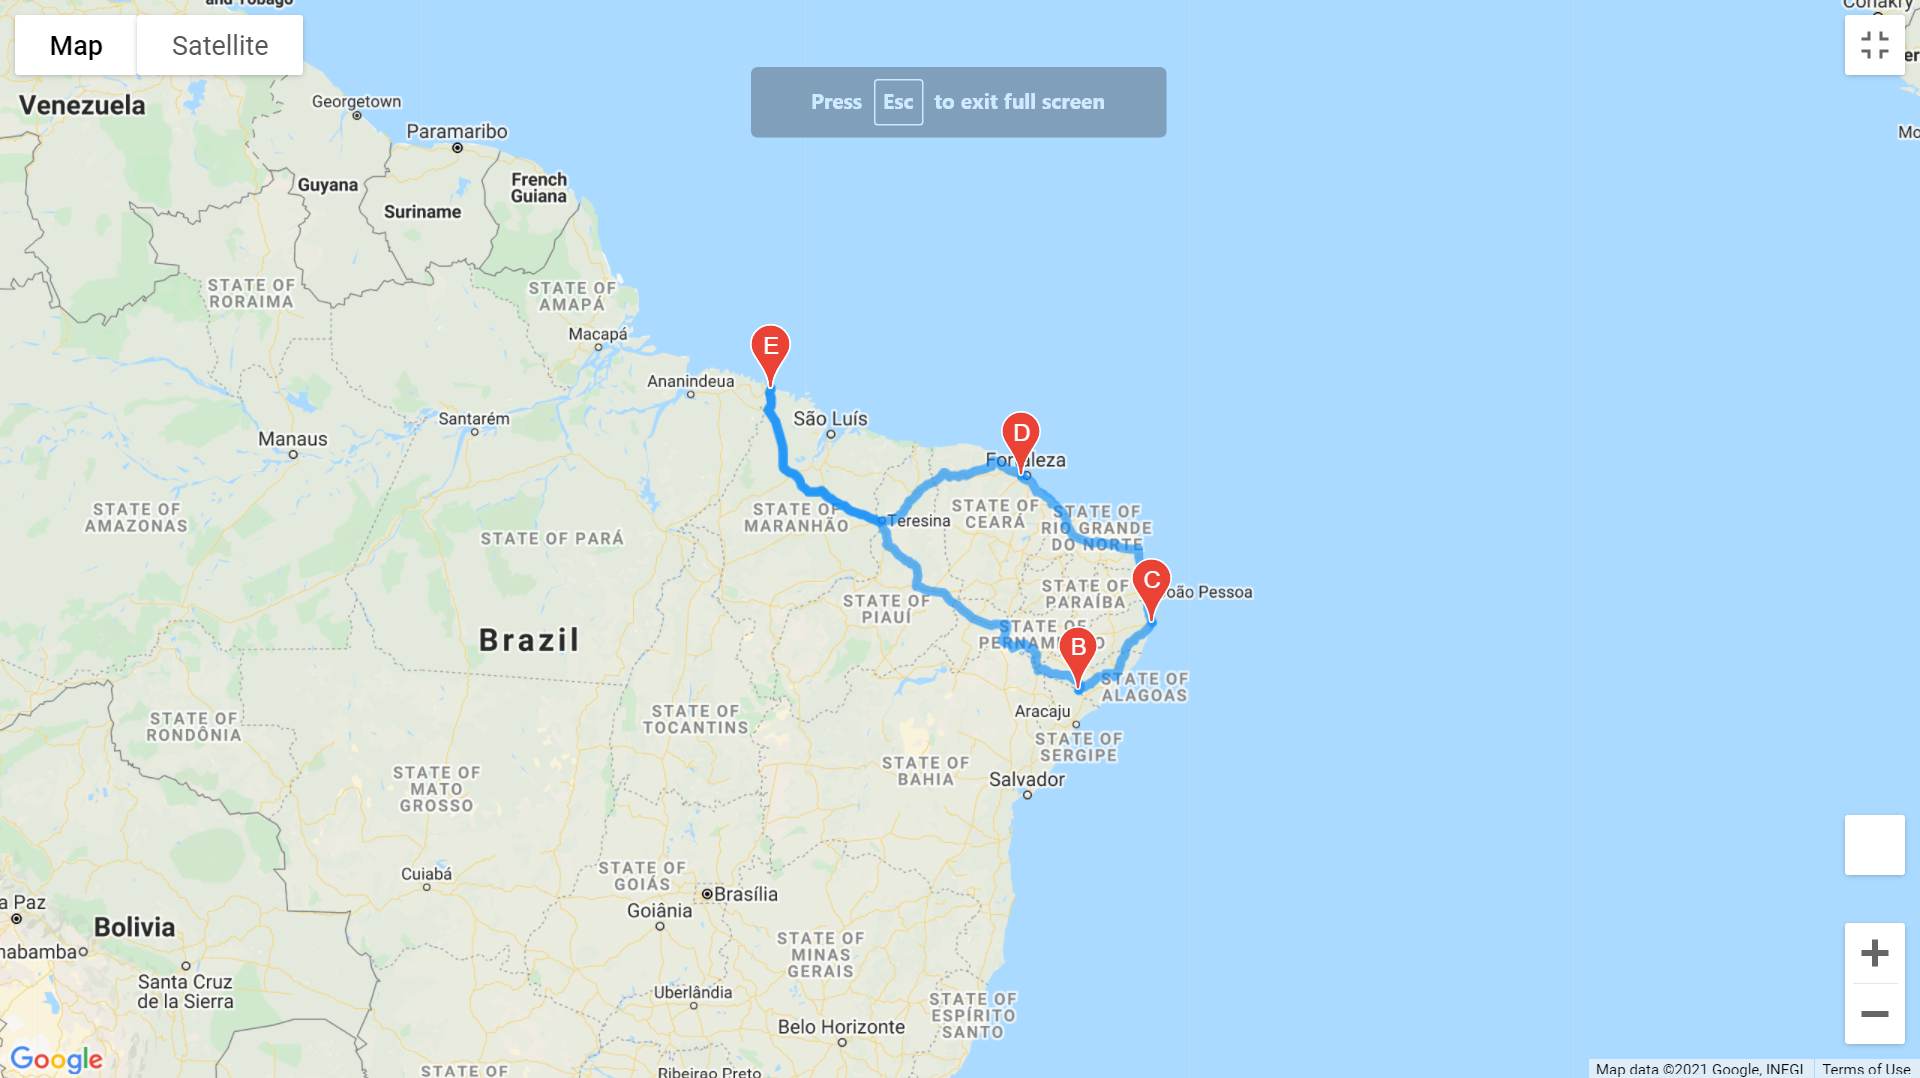 and Tobago
Conakry
Map
Satellite
Venezuela
Georgetown
Paramaribo
Press Esc to exit full screen
Guyana
Suriname
French
Guiana
STATE OF
RORAIMA
STATE OF
AMAPÁ
Macapá
E
Ananindeua
São Luís
Santarém
Manaus
D
Fortaleza
STATE OF
AMAZONAS
STATE OF PARÁ
STATE OF
MARANHÃO
Teresina
STATE OF
CEARÁ
STATE OF
RIO GRANDE
DO NORTE
C
João Pessoa
STATE OF
PARAÍBA
STATE OF
PIAUÍ
STATE OF
PERNAMBUCO
B
Brazil
STATE OF
ALAGOAS
Aracaju
STATE OF
SERGIPE
STATE OF
RONDÔNIA
STATE OF
TOCANTINS
STATE OF
BAHIA
Salvador
STATE OF
MATO
GROSSO
Cuiabá
STATE OF
GOIÁS
Brasília
Goiânia
a Paz
Bolivia
habamba
Santa Cruz
de la Sierra
STATE OF
MINAS
GERAIS
Uberlândia
STATE OF
ESPÍRITO
SANTO
Belo Horizonte
Google
STATE OF
Ribeirao Preto
Map data ©2021 Google, INEGI
Terms of Use